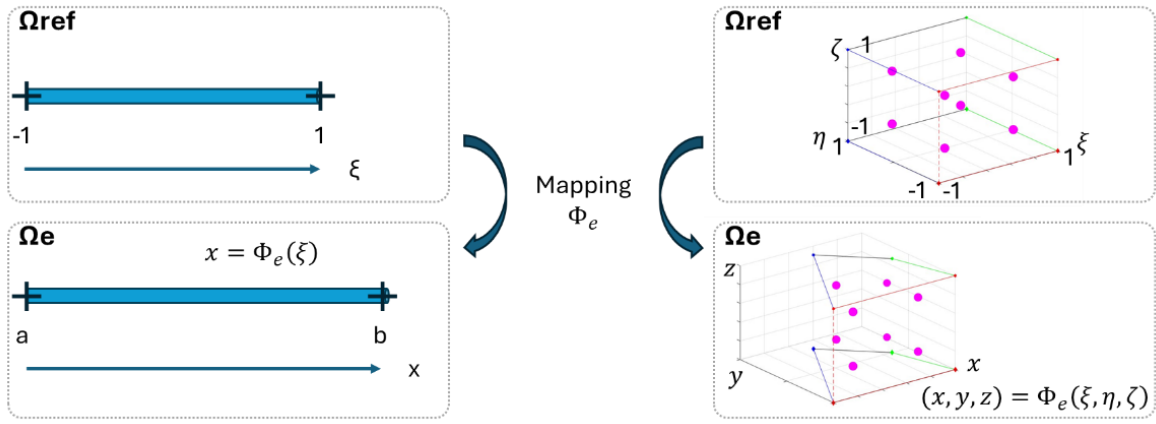 Ωref
-1
1
ξ
Ωe
x = Φₑ(ξ)
a
b
x
Mapping
Φₑ
Ωref
ζ
1
-1
η
1
ξ
1
-1
-1
Ωe
z
y
x
(x, y, z) = Φₑ(ξ, η, ζ)